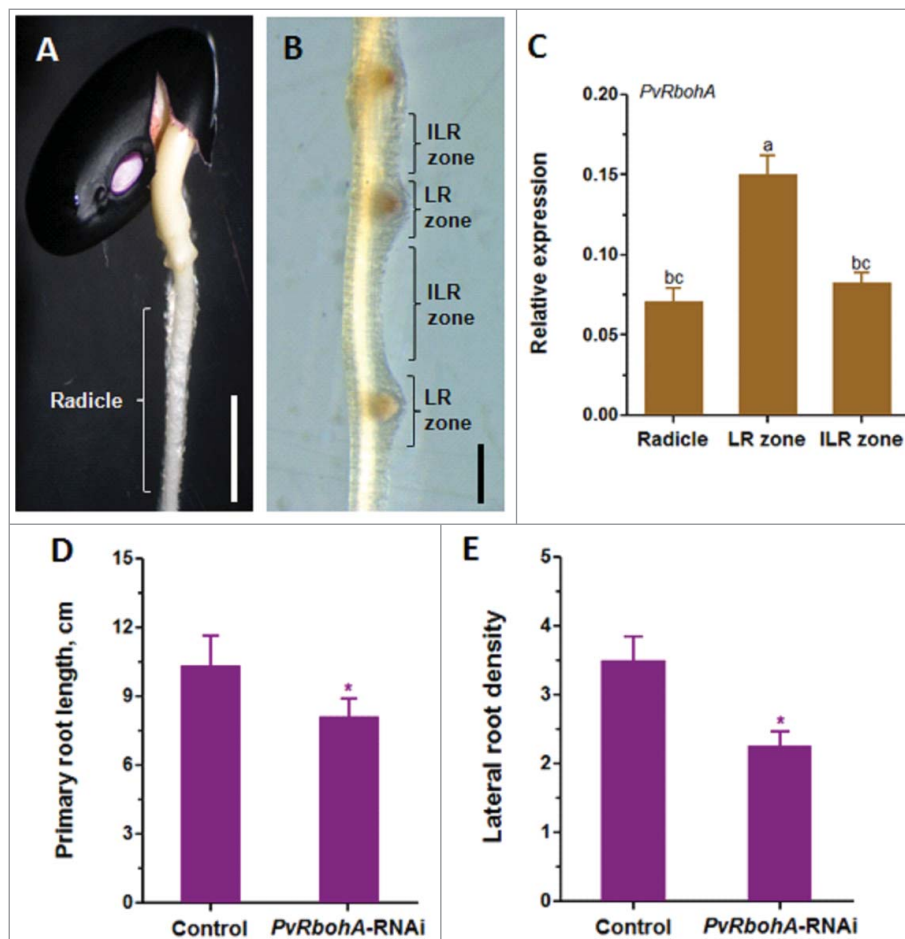 A
Radicle
B
ILR
zone
LR
zone
ILR
zone
LR
zone
C
PvRbohA
Relative expression
0.20
0.15
0.10
0.05
0.00
bc
a
bc
Radicle
LR zone
ILR zone
D
Primary root length, cm
15
12
9
6
3
0
*
Control
PvRbohA-RNAi
E
Lateral root density
5
4
3
2
1
0
*
Control
PvRbohA-RNAi